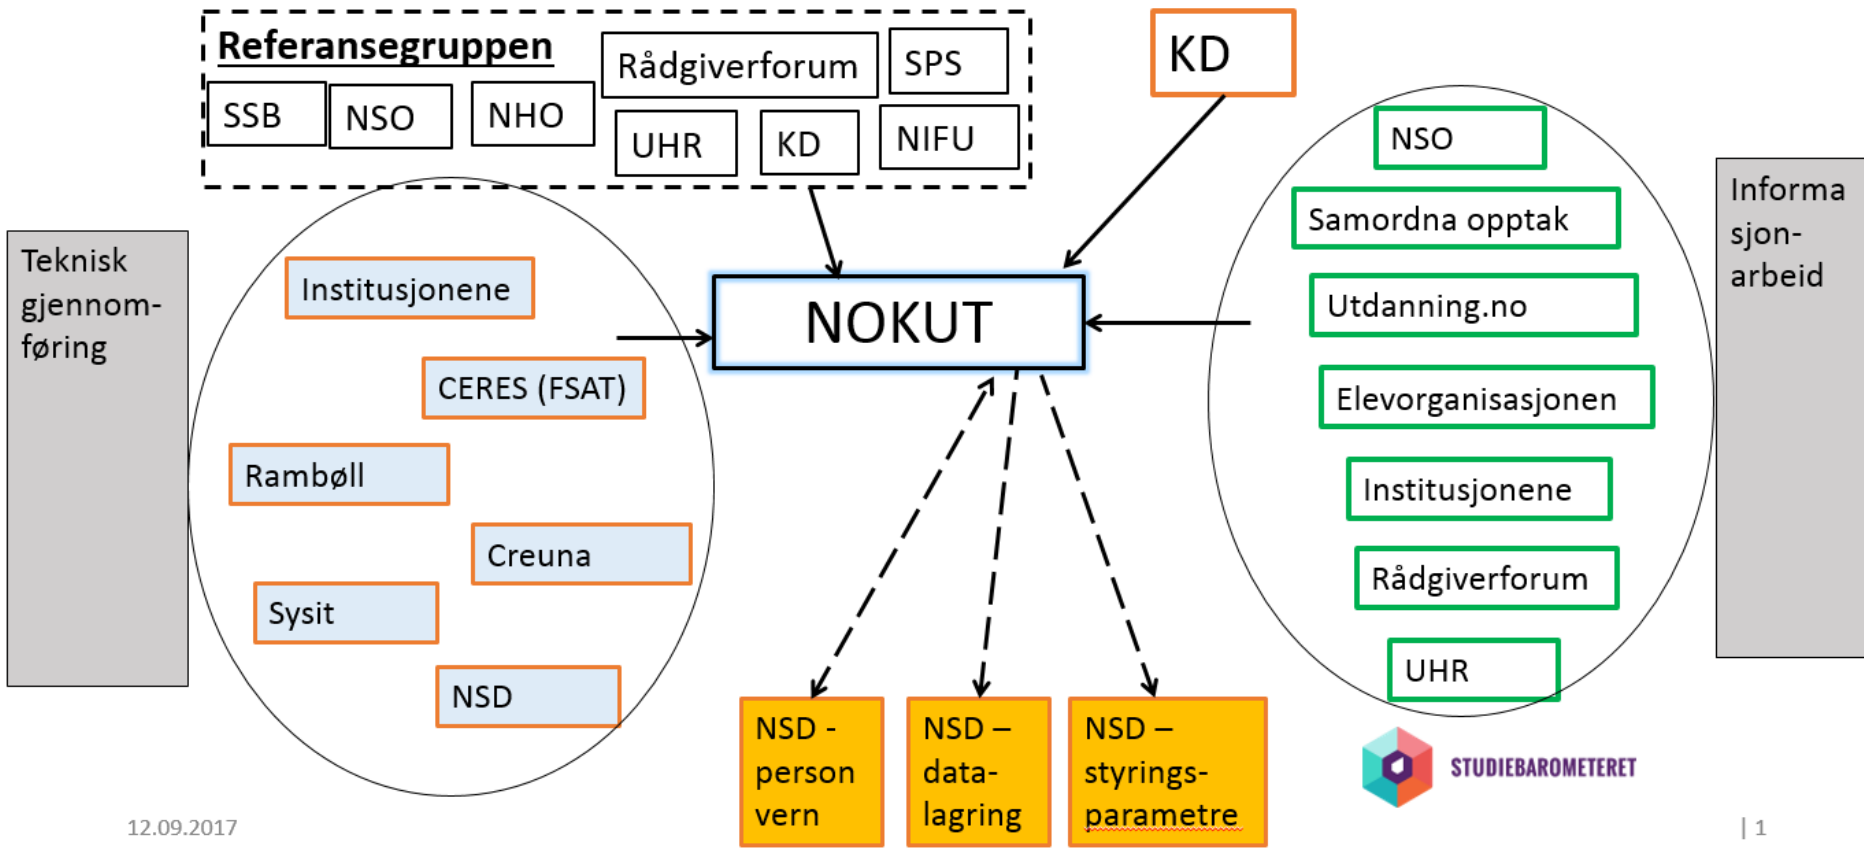 Referansegruppen
SSB
NSO
NHO
Rådgiverforum
SPS
UHR
KD
NIFU
KD
Teknisk
gjennom-
føring
Institusjonene
CERES (FSAT)
Rambøll
Creuna
Sysit
NSD
NOKUT
NSO
Samordna opptak
Utdanning.no
Elevorganisasjonen
Institusjonene
Rådgiverforum
UHR
Informa
sjon-
arbeid
NSD -
person
vern
NSD –
data-
lagring
NSD –
styrings-
parametre
STUDIEBAROMETERET
12.09.2017
| 1